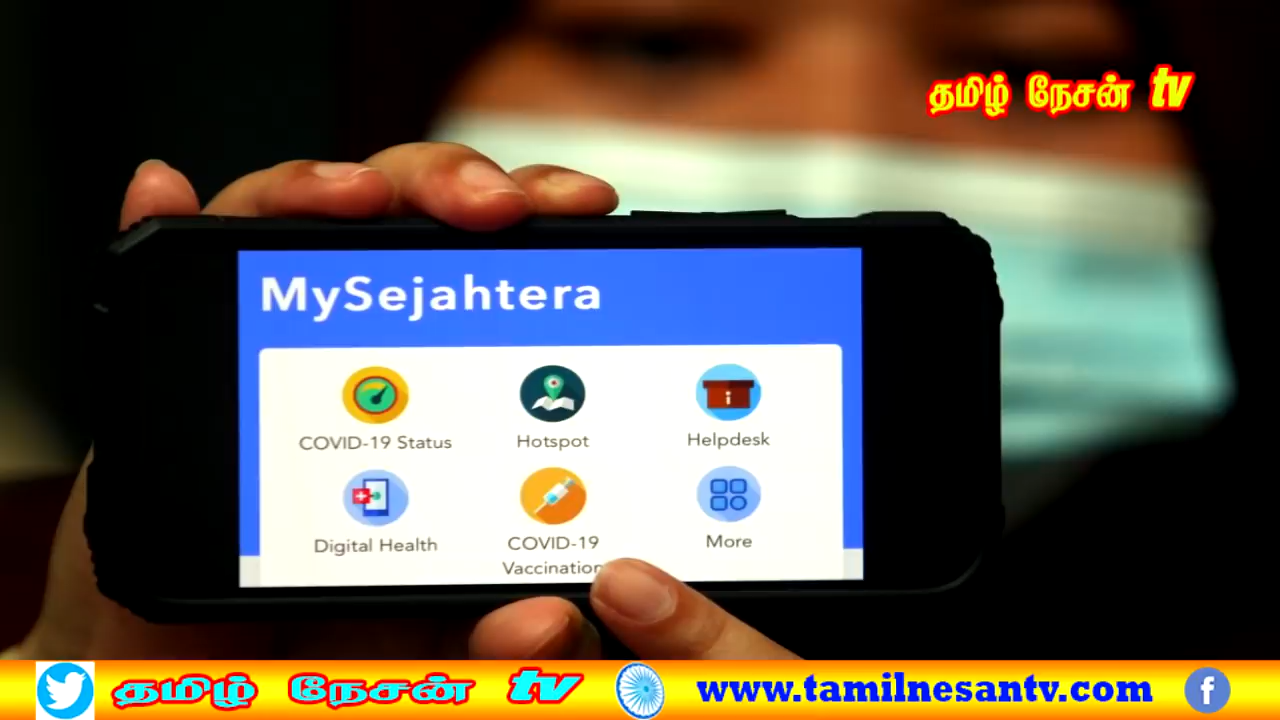 தமிழ் நேசன் tv
MySejahtera
COVID-19 Status
Hotspot
Helpdesk
Digital Health
COVID-19
Vaccination
More
தமிழ் நேசன் tv
www.tamilnesantv.com